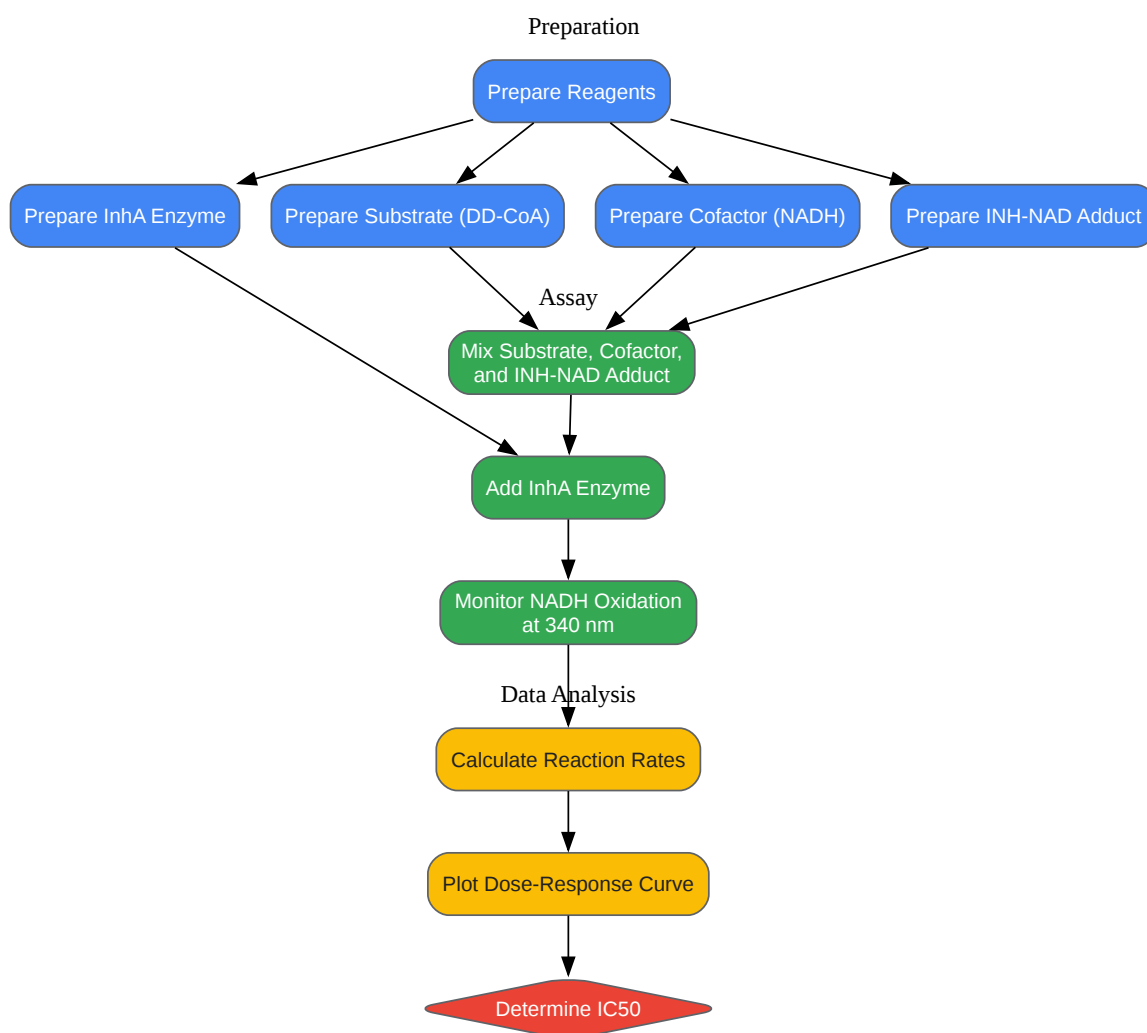 Preparation
Prepare Reagents
Prepare InhA Enzyme
Prepare Substrate (DD-CoA)
Prepare Cofactor (NADH)
Prepare INH-NAD Adduct
Assay
Mix Substrate, Cofactor,
and INH-NAD Adduct
Add InhA Enzyme
Monitor NADH Oxidation
at 340 nm
Data Analysis
Calculate Reaction Rates
Plot Dose-Response Curve
Determine IC50